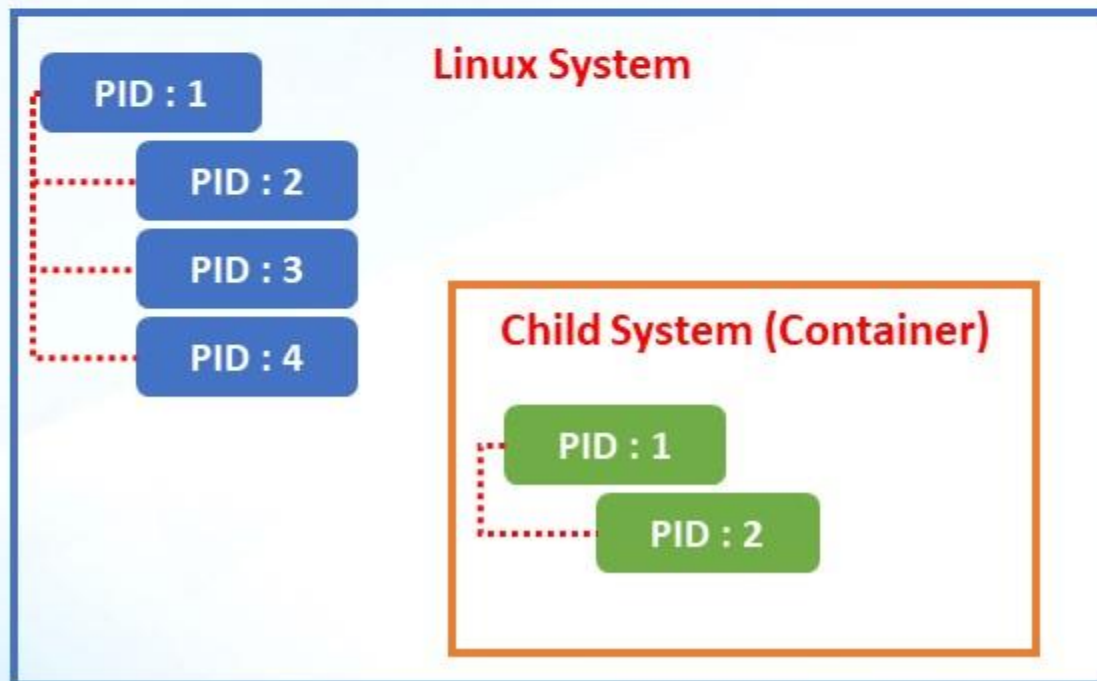 Linux System
PID : 1
PID : 2
PID : 3
PID : 4
Child System (Container)
PID : 1
PID : 2